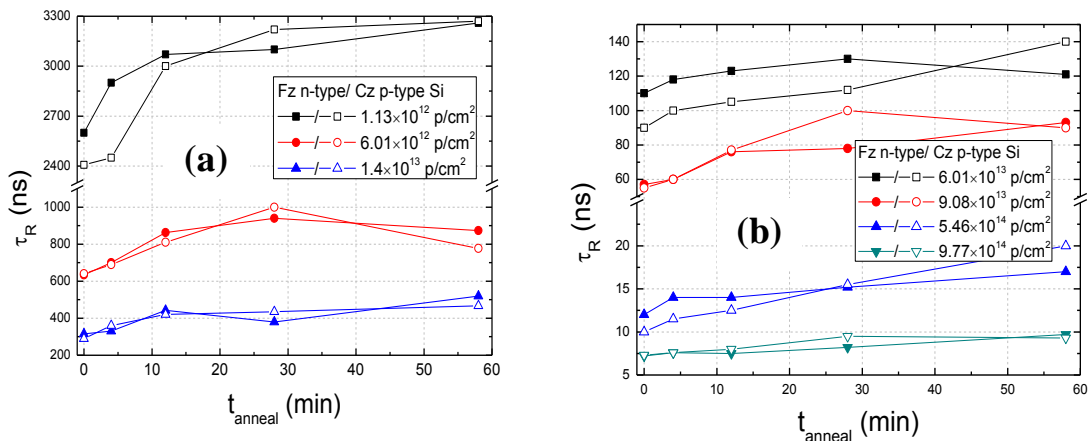 3300
3000
2700
2400
1000
800
600
400
200
τR (ns)
Fz n-type/ Cz p-type Si
1.13×10^12 p/cm^2
6.01×10^12 p/cm^2
1.4×10^13 p/cm^2
(a)
0 10 20 30 40 50 60
tanneal (min)
140
120
100
80
60
20
15
10
5
τR (ns)
Fz n-type/ Cz p-type Si
6.01×10^13 p/cm^2
9.08×10^13 p/cm^2
5.46×10^14 p/cm^2
9.77×10^14 p/cm^2
(b)
0 10 20 30 40 50 60
tanneal (min)